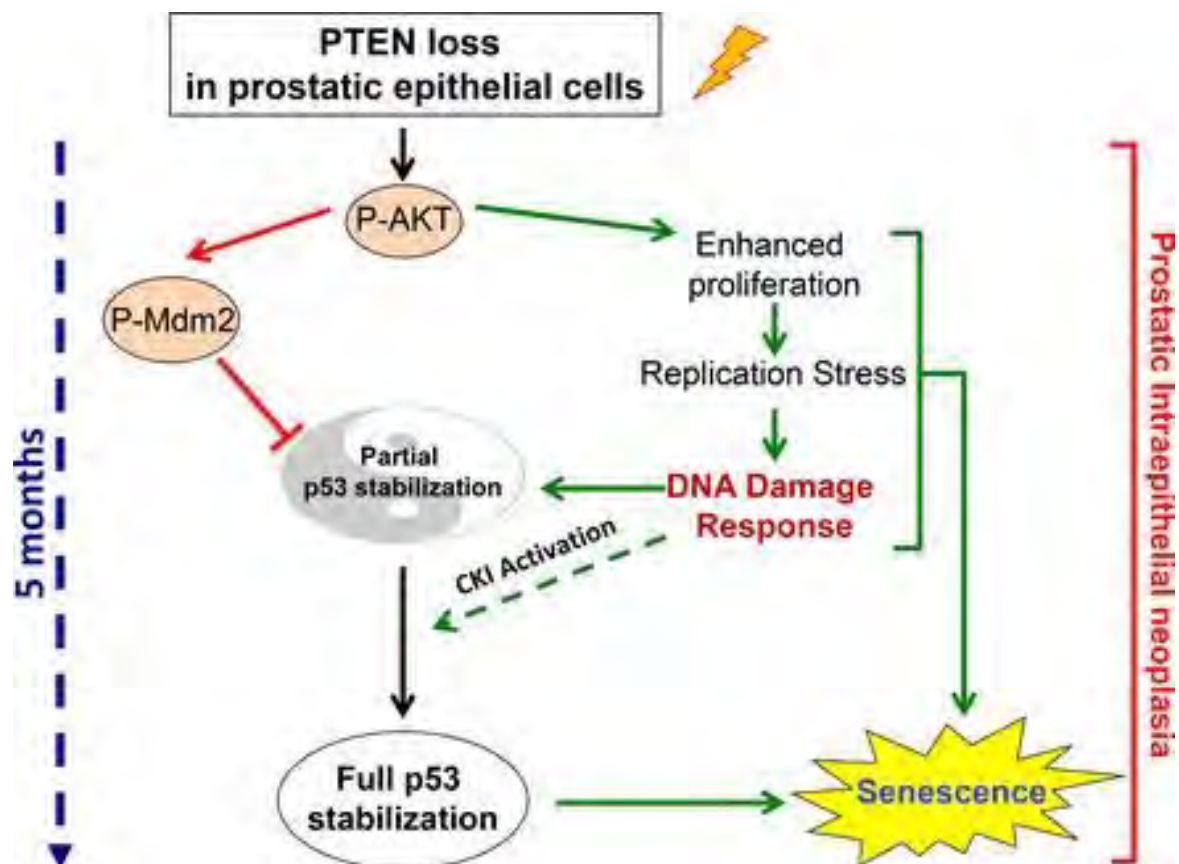 PTEN loss
in prostatic epithelial cells
P-AKT
P-Mdm2
Enhanced
proliferation
Replication Stress
DNA Damage
Response
Partial
p53 stabilization
CKI Activation
Full p53
stabilization
Senescence
5 months
Prostatic Intraepithelial neoplasia